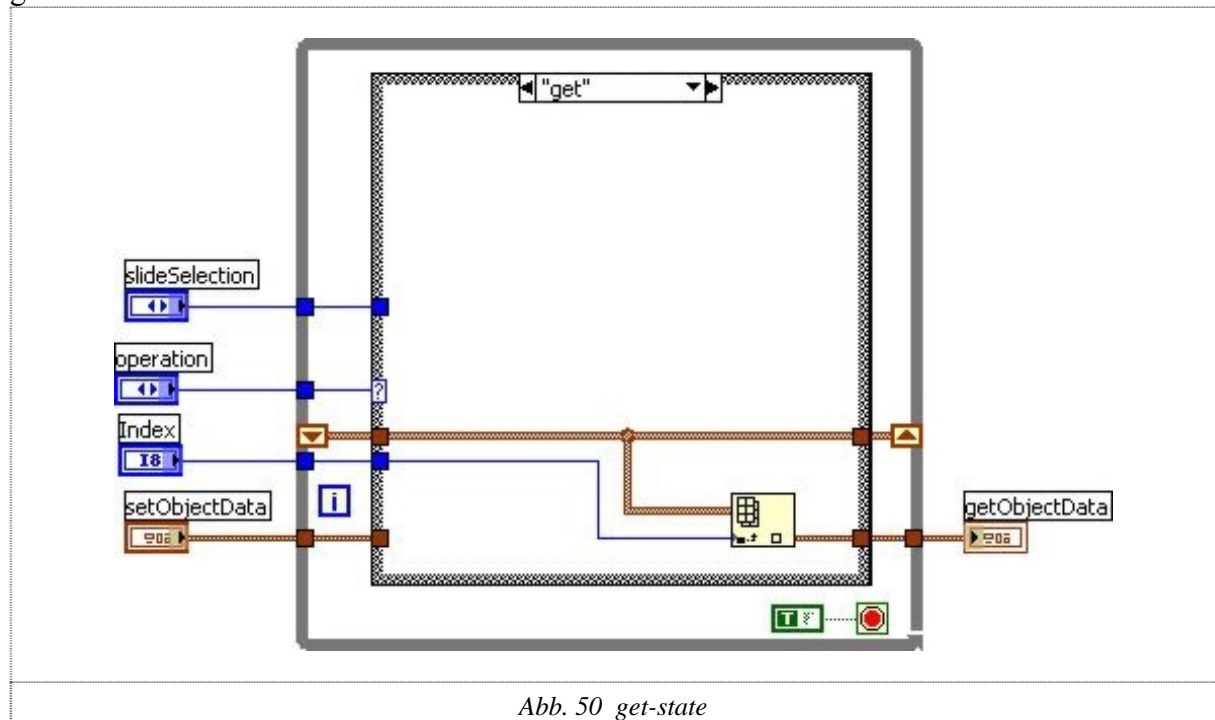 "get"
slideSelection
operation
?
Index
I8
i
setObjectData
getObjectData
T
Abb. 50 get-state